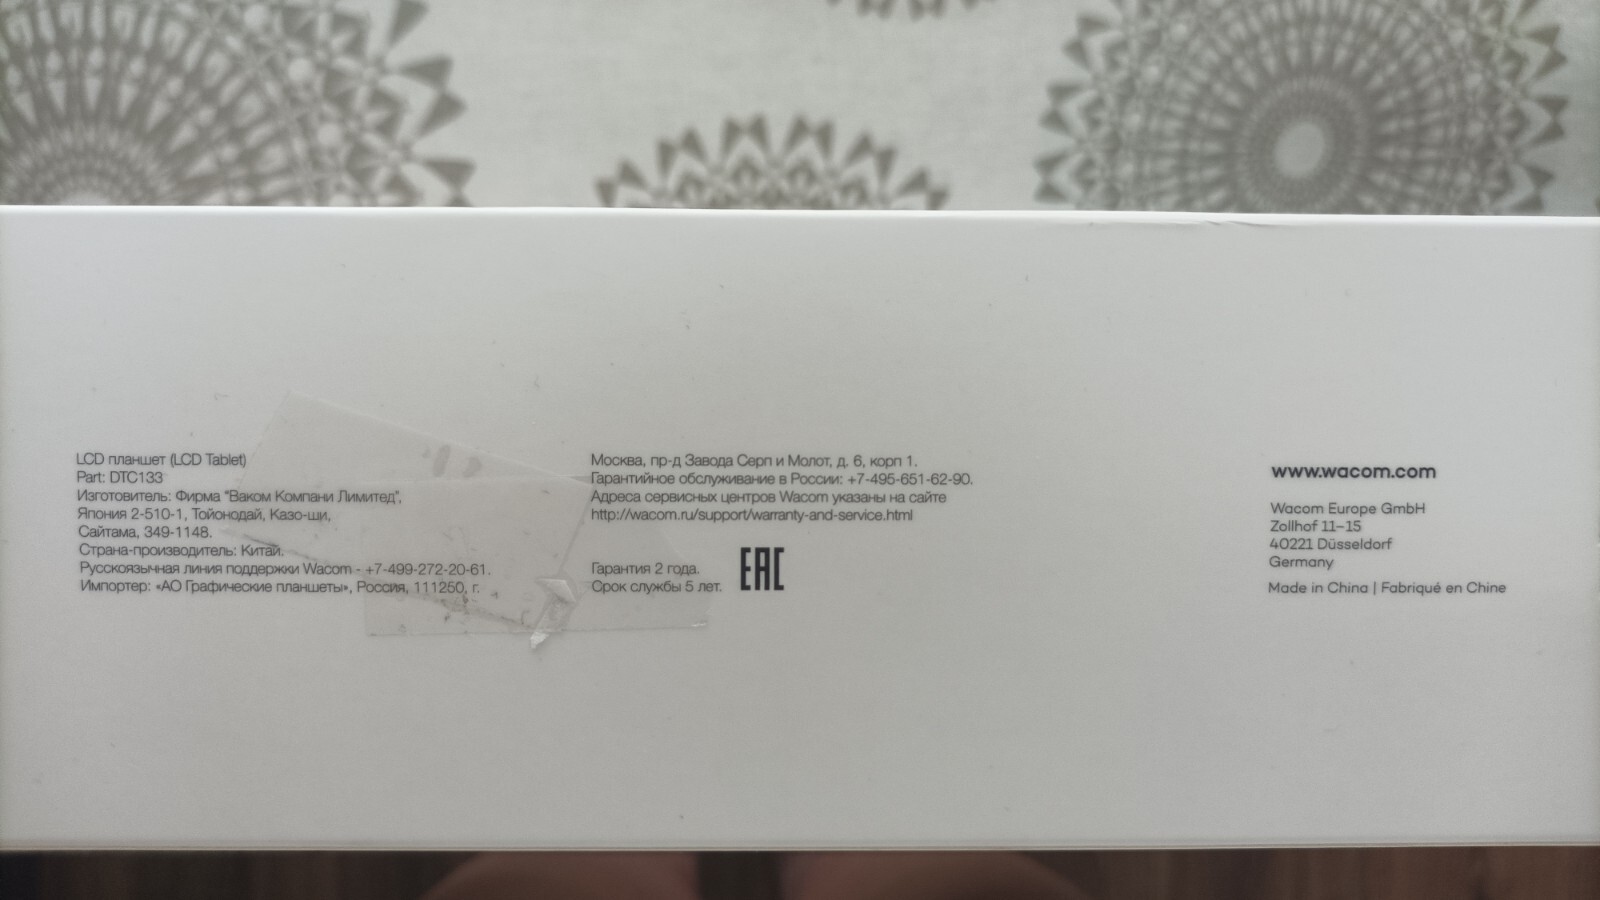 LCD планшет (LCD Tablet)
Part: DTC133
Изготовитель: Фирма "Ваком Компани Лимитед",
Япония 2-510-1, Тойонодай, Казо-ши,
Сайтама, 349-1148.
Страна-производитель: Китай.
Русскоязычная линия поддержки Wacom - +7-499-272-20-61.
Импортер: «АО Графические планшеты», Россия, 111250, г.
Москва, пр-д Завода Серп и Молот, д. 6, корп 1.
Гарантийное обслуживание в России: +7-495-651-62-90.
Адреса сервисных центров Wacom указаны на сайте
http://wacom.ru/support/warranty-and-service.html
Гарантия 2 года.
Срок службы 5 лет.
EAC
www.wacom.com
Wacom Europe GmbH
Zollhof 11–15
40221 Düsseldorf
Germany
Made in China | Fabriqué en Chine